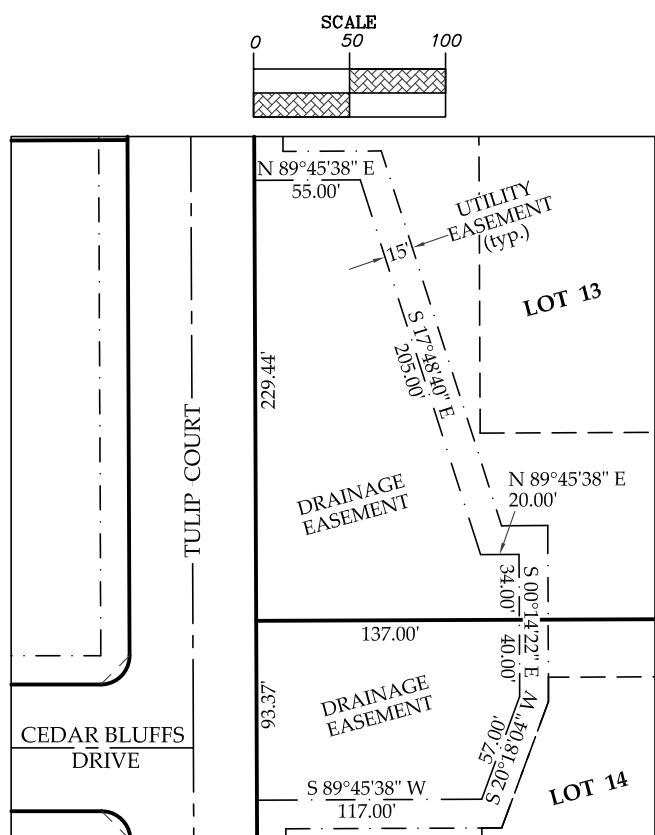 SCALE
0 50 100
N 89°45'38" E
55.00'
UTILITY
EASEMENT
(typ.)
15'
LOT 13
S 17°48'40" E
205.00'
229.44'
TULIP COURT
DRAINAGE
EASEMENT
N 89°45'38" E
20.00'
34.00'
S 00°14'22" E
40.00'
137.00'
93.37'
DRAINAGE
EASEMENT
57.00'
S 20°18'04" W
CEDAR BLUFFS
DRIVE
S 89°45'38" W
117.00'
LOT 14